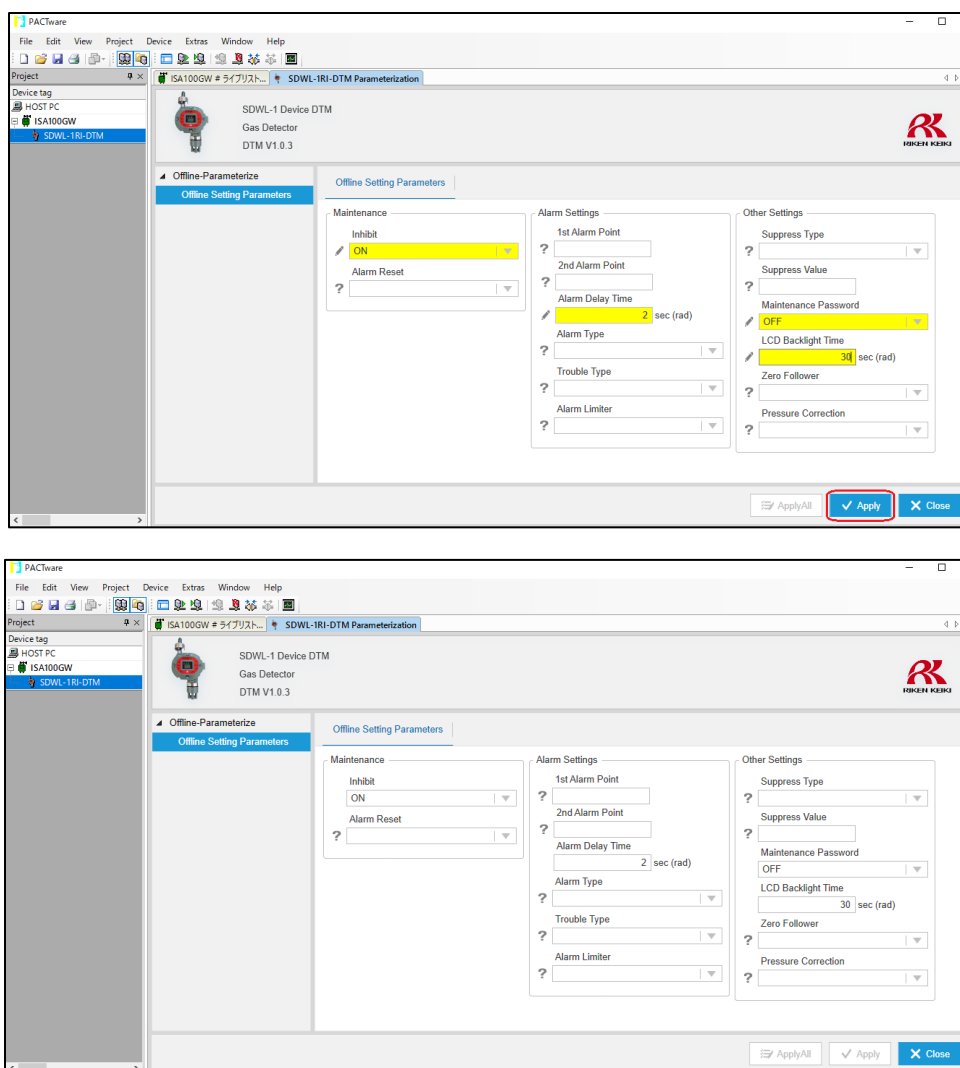 PACTware
File Edit View Project Device Extras Window Help
Project
Device tag
HOST PC
ISA100GW
SDWL-1RI-DTM
ISA100GW # ライブリスト...
SDWL-1RI-DTM Parameterization
SDWL-1 Device DTM
Gas Detector
DTM V1.0.3
RIKEN KEIKI
Offline-Parameterize
Offline Setting Parameters
Offline Setting Parameters
Maintenance
Inhibit
ON
Alarm Reset
?
Alarm Settings
1st Alarm Point
?
2nd Alarm Point
?
Alarm Delay Time
2 sec (rad)
Alarm Type
?
Trouble Type
?
Alarm Limiter
?
Other Settings
Suppress Type
?
Suppress Value
?
Maintenance Password
OFF
LCD Backlight Time
30 sec (rad)
Zero Follower
?
Pressure Correction
?
ApplyAll
Apply
Close
PACTware
File Edit View Project Device Extras Window Help
Project
Device tag
HOST PC
ISA100GW
SDWL-1RI-DTM
ISA100GW # ライブリスト...
SDWL-1RI-DTM Parameterization
SDWL-1 Device DTM
Gas Detector
DTM V1.0.3
RIKEN KEIKI
Offline-Parameterize
Offline Setting Parameters
Offline Setting Parameters
Maintenance
Inhibit
ON
Alarm Reset
?
Alarm Settings
1st Alarm Point
?
2nd Alarm Point
?
Alarm Delay Time
2 sec (rad)
Alarm Type
?
Trouble Type
?
Alarm Limiter
?
Other Settings
Suppress Type
?
Suppress Value
?
Maintenance Password
OFF
LCD Backlight Time
30 sec (rad)
Zero Follower
?
Pressure Correction
?
ApplyAll
Apply
Close